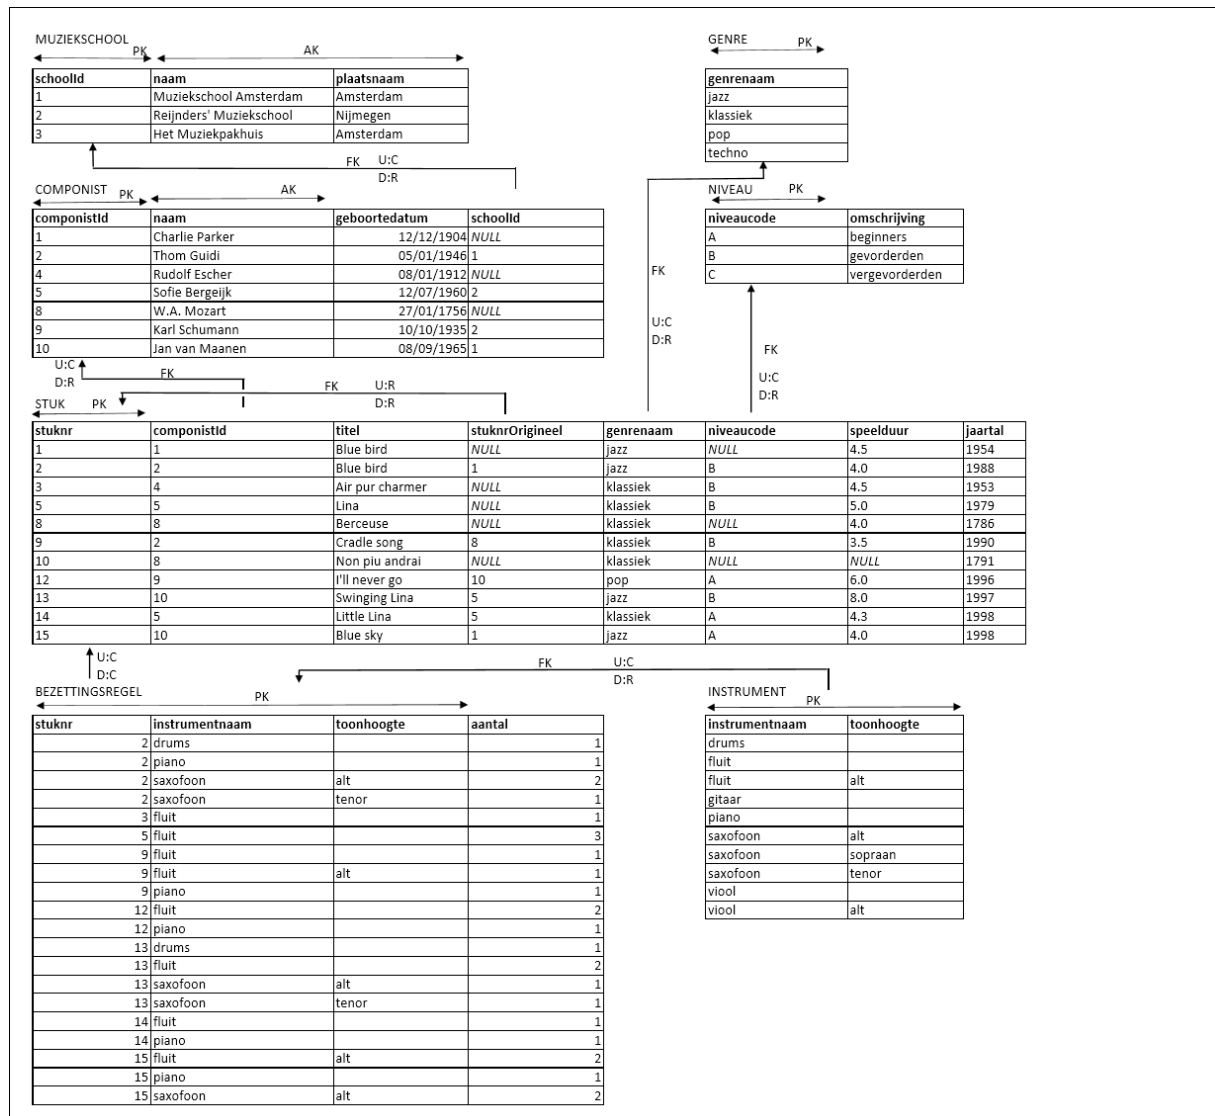 MUZIEKSCHOOL
PK AK
schoolId naam plaatsnaam
1 Muziekschool Amsterdam Amsterdam
2 Reijnders' Muziekschool Nijmegen
3 Het Muziekpakhuis Amsterdam
GENRE PK
genrenaam
jazz
klassiek
pop
techno
FK U:C
D:R
COMPONIST PK AK
componistId naam geboortedatum schoolId
1 Charlie Parker 12/12/1904 NULL
2 Thom Guidi 05/01/1946 1
4 Rudolf Escher 08/01/1912 NULL
5 Sofie Bergeijk 12/07/1960 2
8 W.A. Mozart 27/01/1756 NULL
9 Karl Schumann 10/10/1935 2
10 Jan van Maanen 08/09/1965 1
NIVEAU PK
niveaucode omschrijving
A beginners
B gevorderden
C vergevorderden
FK
U:C
D:R
FK
U:C
D:R
U:C
D:R
FK
FK U:R
D:R
STUK PK
stuknr componistId titel stuknrOrigineel genrenaam niveaucode speelduur jaartal
1 1 Blue bird NULL jazz NULL 4.5 1954
2 2 Blue bird 1 jazz B 4.0 1988
3 4 Air pur charmer NULL klassiek B 4.5 1953
5 5 Lina NULL klassiek B 5.0 1979
8 8 Berceuse NULL klassiek NULL 4.0 1786
9 2 Cradle song 8 klassiek B 3.5 1990
10 8 Non piu andrai NULL klassiek NULL NULL 1791
12 9 I'll never go 10 pop A 6.0 1996
13 10 Swinging Lina 5 jazz B 8.0 1997
14 5 Little Lina 5 klassiek A 4.3 1998
15 10 Blue sky 1 jazz A 4.0 1998
U:C
D:C
FK U:C
D:R
BEZETTINGSREGEL
PK
stuknr instrumentnaam toonhoogte aantal
2 drums 1
2 piano 1
2 saxofoon alt 2
2 saxofoon tenor 1
3 fluit 1
5 fluit 3
9 fluit 1
9 fluit alt 1
9 piano 1
12 fluit 2
12 piano 1
13 drums 1
13 fluit 2
13 saxofoon alt 1
13 saxofoon tenor 1
14 fluit 1
14 piano 1
15 fluit alt 2
15 piano 1
15 saxofoon alt 2
INSTRUMENT
PK
instrumentnaam toonhoogte
drums
fluit
fluit alt
gitaar
piano
saxofoon alt
saxofoon sopraan
saxofoon tenor
viool
viool alt